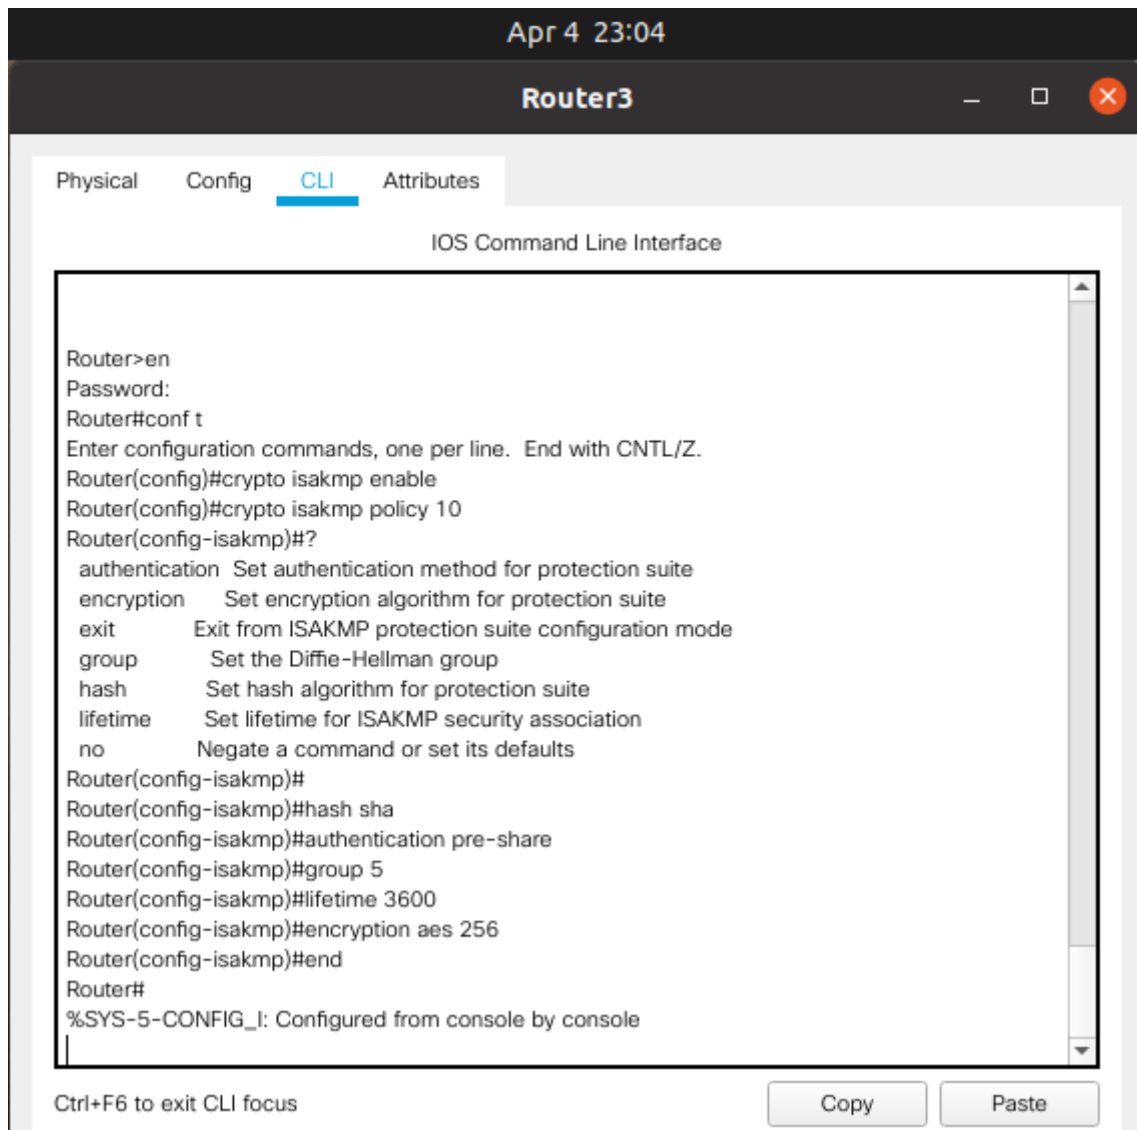 Apr 4 23:04
Router3
Physical Config CLI Attributes
IOS Command Line Interface
Router>en
Password:
Router#conf t
Enter configuration commands, one per line. End with CNTL/Z.
Router(config)#crypto isakmp enable
Router(config)#crypto isakmp policy 10
Router(config-isakmp)#?
authentication Set authentication method for protection suite
encryption Set encryption algorithm for protection suite
exit Exit from ISAKMP protection suite configuration mode
group Set the Diffie-Hellman group
hash Set hash algorithm for protection suite
lifetime Set lifetime for ISAKMP security association
no Negate a command or set its defaults
Router(config-isakmp)#
Router(config-isakmp)#hash sha
Router(config-isakmp)#authentication pre-share
Router(config-isakmp)#group 5
Router(config-isakmp)#lifetime 3600
Router(config-isakmp)#encryption aes 256
Router(config-isakmp)#end
Router#
%SYS-5-CONFIG_I: Configured from console by console
Ctrl+F6 to exit CLI focus Copy Paste